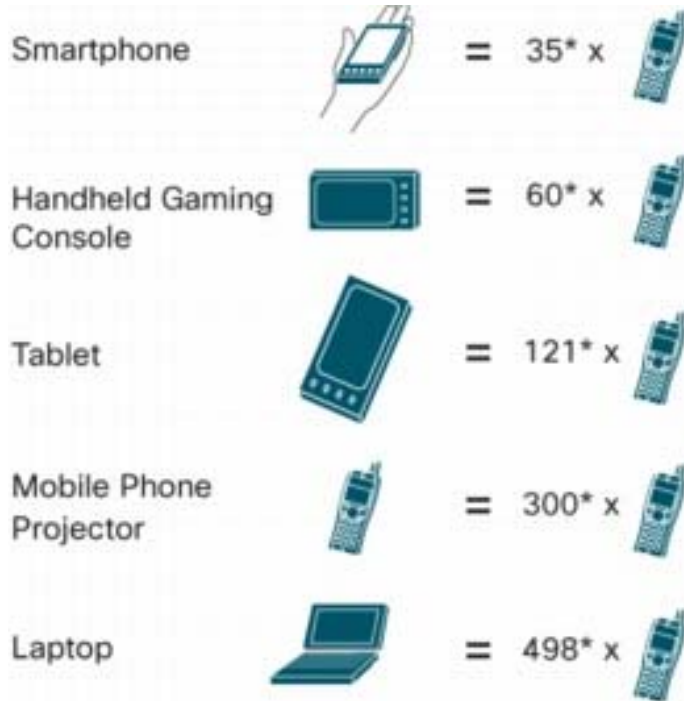 Smartphone = 35* x
Handheld Gaming
Console = 60* x
Tablet = 121* x
Mobile Phone
Projector = 300* x
Laptop = 498* x